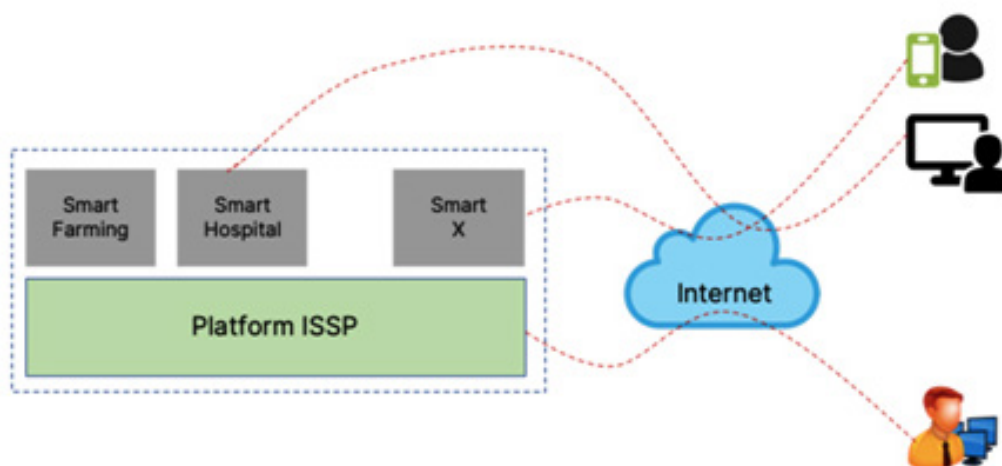 Smart
Farming
Smart
Hospital
Smart
X
Platform ISSP
Internet